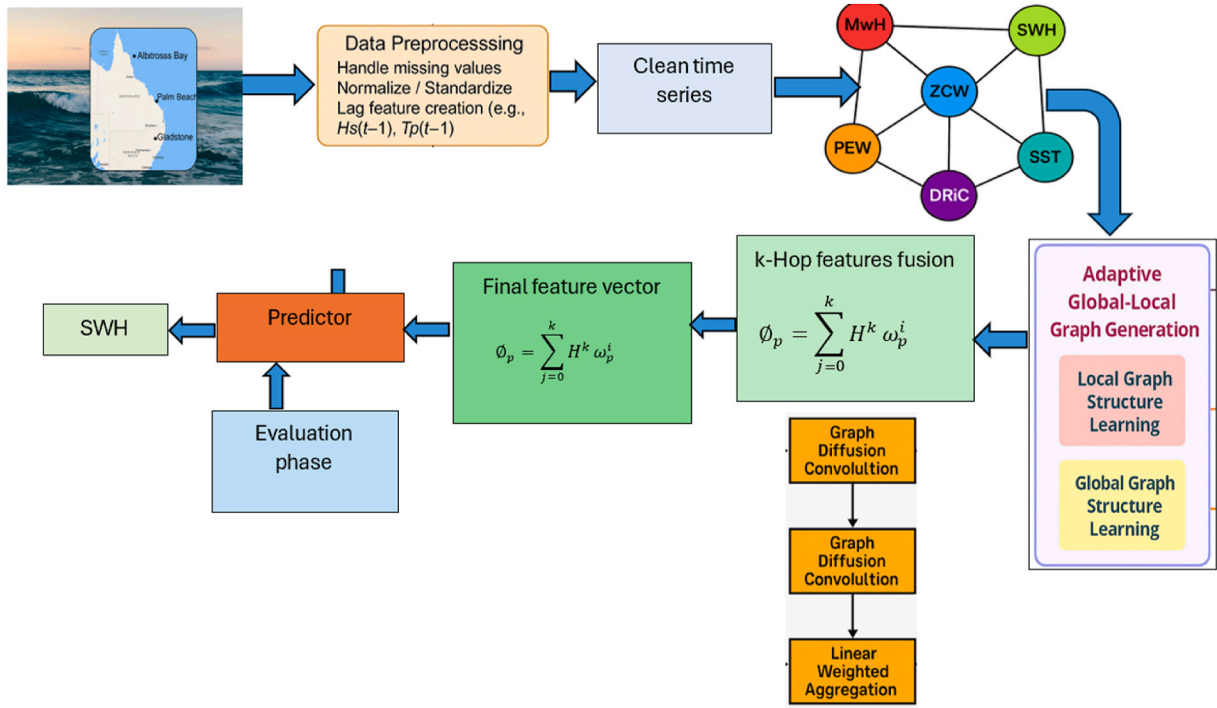 Albtrosss Bay
Palm Beach
Gladstone
Data Preprocesssing
Handle missing values
Normalize / Standardize
Lag feature creation (e.g.,
Hs(t–1), Tp(t–1)
Clean time
series
MwH
SWH
ZCW
PEW
SST
DRiC
Adaptive
Global-Local
Graph Generation
Local Graph
Structure
Learning
Global Graph
Structure
Learning
k-Hop features fusion
∅p = ∑_{j=0}^{k} H^k ω_p^i
Final feature vector
∅p = ∑_{j=0}^{k} H^k ω_p^i
Predictor
SWH
Evaluation
phase
Graph
Diffusion
Convolultion
Graph
Diffusion
Convolultion
Linear
Weighted
Aggregation